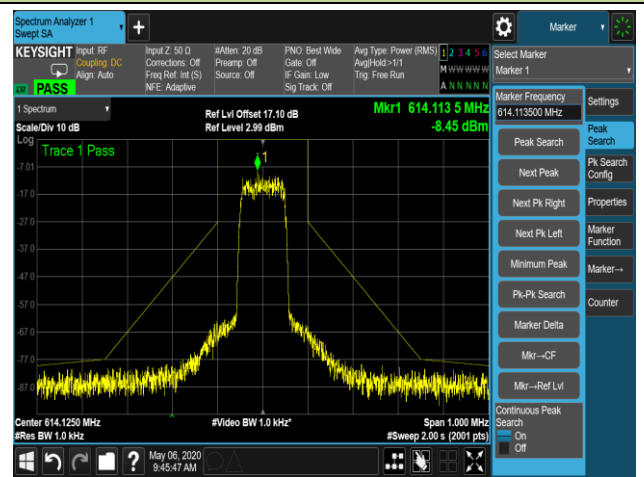 Spectrum Analyzer 1
Swept SA
+
Marker
KEYSIGHT
Input: RF
Coupling: DC
Align: Auto
Input Z: 50 Ω
Corrections: Off
Freq Ref: Int (S)
NFE: Adaptive
#Atten: 20 dB
Preamp: Off
Source: Off
PNO: Best Wide
Gate: Off
IF Gain: Low
Sig Track: Off
Avg Type: Power (RMS)
Avg|Hold:>1/1
Trig: Free Run
1 2 3 4 5 6
M W W W W W
A N N N N N
LXI PASS
Select Marker
Marker 1
1 Spectrum
Scale/Div 10 dB
Ref Lvl Offset 17.10 dB
Ref Level 2.99 dBm
Mkr1 614.113 5 MHz
-8.45 dBm
Log
Trace 1 Pass
1
-7.01
-17.0
-27.0
-37.0
-47.0
-57.0
-67.0
-77.0
-87.0
Center 614.1250 MHz
#Res BW 1.0 kHz
#Video BW 1.0 kHz*
Span 1.000 MHz
#Sweep 2.00 s (2001 pts)
Marker Frequency
614.113500 MHz
Peak Search
Next Peak
Next Pk Right
Next Pk Left
Minimum Peak
Pk-Pk Search
Marker Delta
Mkr→CF
Mkr→Ref Lvl
Continuous Peak
Search
On
Off
Settings
Peak
Search
Pk Search
Config
Properties
Marker
Function
Marker→
Counter
?
May 06, 2020
9:45:47 AM